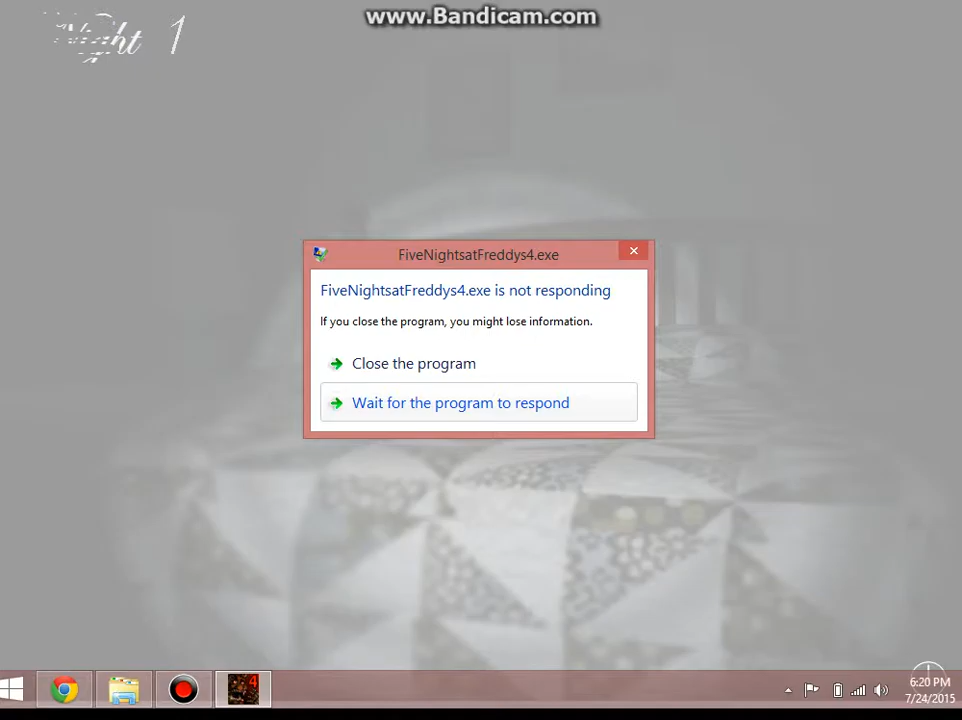 www.Bandicam.com
Night 1
FiveNightsatFreddys4.exe
FiveNightsatFreddys4.exe is not responding
If you close the program, you might lose information.
Close the program
Wait for the program to respond
4
6:20 PM
7/24/2015